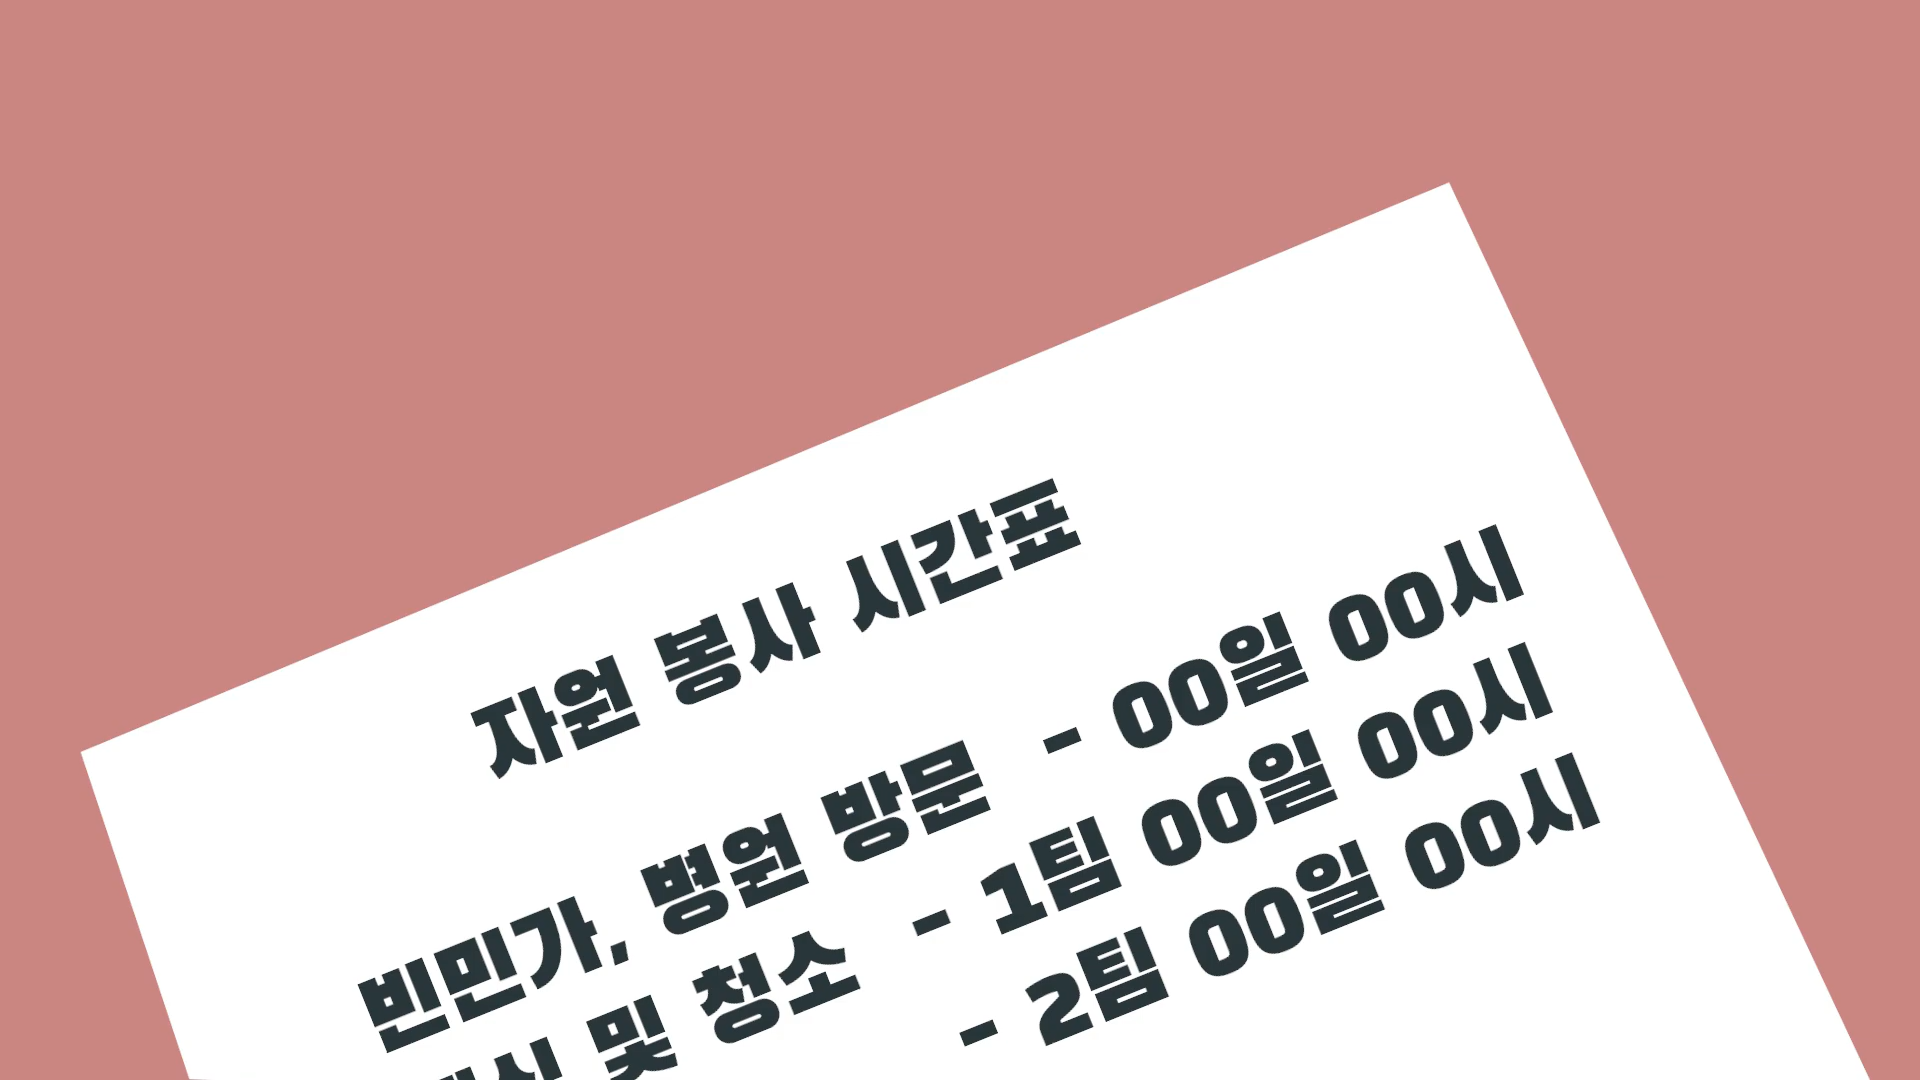 자원 봉사 시간표
빈민가, 병원 방문 - 00일 00시
및 청소 - 1팀 00일 00시
- 2팀 00일 00시